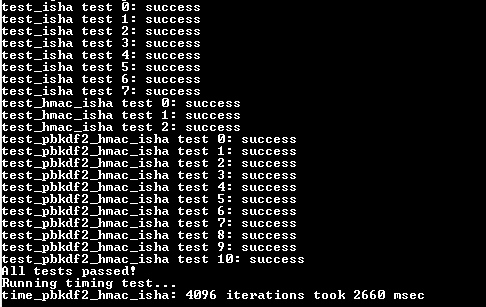 test_isha test 0: success
test_isha test 1: success
test_isha test 2: success
test_isha test 3: success
test_isha test 4: success
test_isha test 5: success
test_isha test 6: success
test_isha test 7: success
test_hmac_isha test 0: success
test_hmac_isha test 1: success
test_hmac_isha test 2: success
test_pbkdf2_hmac_isha test 0: success
test_pbkdf2_hmac_isha test 1: success
test_pbkdf2_hmac_isha test 2: success
test_pbkdf2_hmac_isha test 3: success
test_pbkdf2_hmac_isha test 4: success
test_pbkdf2_hmac_isha test 5: success
test_pbkdf2_hmac_isha test 6: success
test_pbkdf2_hmac_isha test 7: success
test_pbkdf2_hmac_isha test 8: success
test_pbkdf2_hmac_isha test 9: success
test_pbkdf2_hmac_isha test 10: success
All tests passed!
Running timing test...
time_pbkdf2_hmac_isha: 4096 iterations took 2660 msec